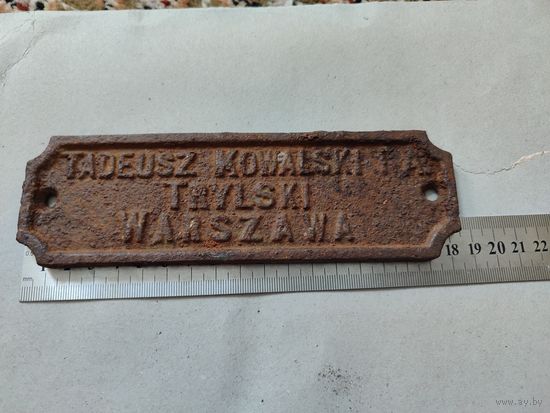 TADEUSZ KOWALSKI I A.
TRYLSKI
WARSZAWA
18 19 20 21 22
www.ay.by